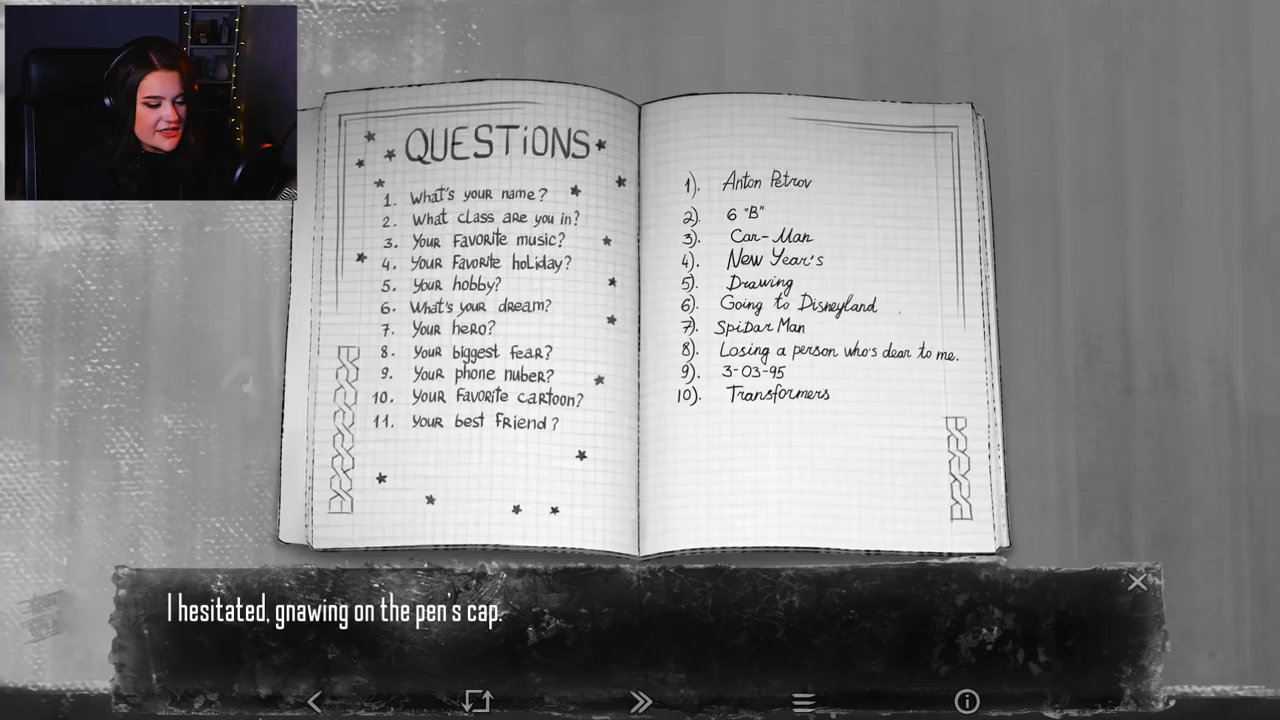 QUESTIONS
1. What's your name?
2. What class are you in?
3. Your Favorite music?
4. Your Favorite holiday?
5. Your hobby?
6. What's your dream?
7. Your hero?
8. Your biggest fear?
9. Your phone nuber?
10. Your Favorite cartoon?
11. Your best friend?
1). Anton Petrov
2). 6 "B"
3). Car-Man
4). New Year's
5). Drawing
6). Going to Disneyland
7). SpiDar Man
8). Losing a person who's dear to me.
9). 3-03-95
10). Transformers
I hesitated, gnawing on the pen's cap.